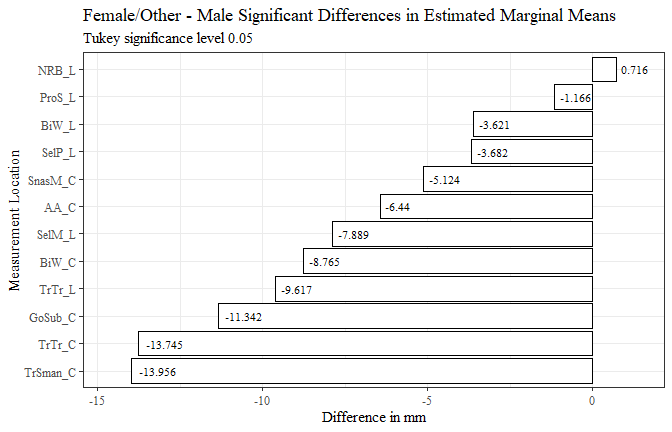 Female/Other - Male Significant Differences in Estimated Marginal Means
Tukey significance level 0.05
NRB_L
0.716
ProS_L
-1.166
BiW_L
-3.621
SelP_L
-3.682
SnasM_C
-5.124
AA_C
-6.44
SelM_L
-7.889
BiW_C
-8.765
TrTr_L
-9.617
GoSub_C
-11.342
TrTr_C
-13.745
TrSman_C
-13.956
Measurement Location
-15
-10
-5
0
Difference in mm